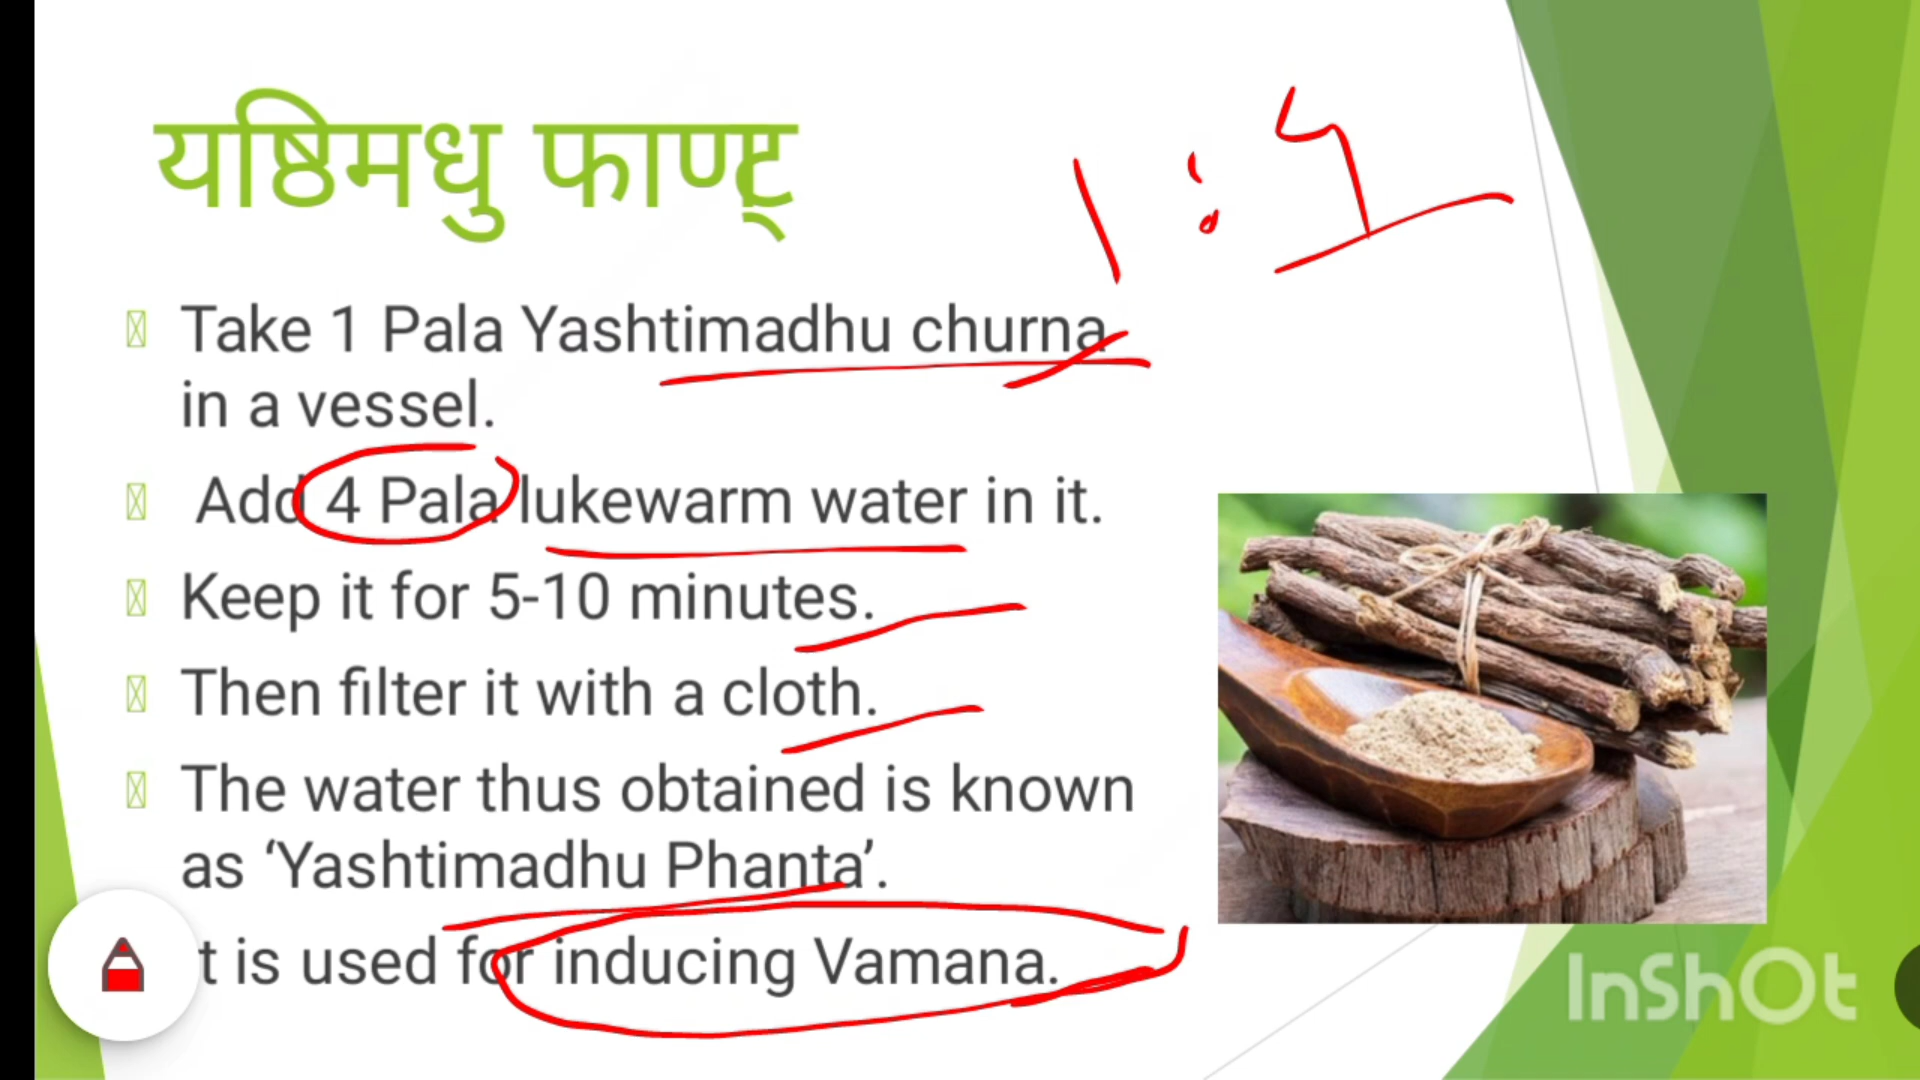 यष्ठिमधु फाण्ट्
1 : 4
Take 1 Pala Yashtimadhu churna
in a vessel.
Add 4 Pala lukewarm water in it.
Keep it for 5-10 minutes.
Then filter it with a cloth.
The water thus obtained is known
as ‘Yashtimadhu Phanta’.
t is used for inducing Vamana.
InShOt